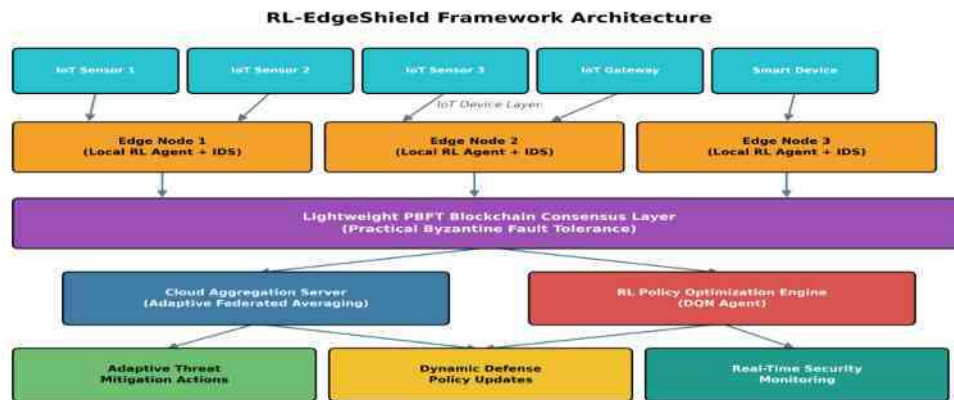 RL-EdgeShield Framework Architecture
IoT Sensor 1
IoT Sensor 2
IoT Sensor 3
IoT Gateway
Smart Device
IoT Device Layer
Edge Node 1
(Local RL Agent + IDS)
Edge Node 2
(Local RL Agent + IDS)
Edge Node 3
(Local RL Agent + IDS)
Lightweight PBFT Blockchain Consensus Layer
(Practical Byzantine Fault Tolerance)
Cloud Aggregation Server
(Adaptive Federated Averaging)
RL Policy Optimization Engine
(DQN Agent)
Adaptive Threat
Mitigation Actions
Dynamic Defense
Policy Updates
Real-Time Security
Monitoring